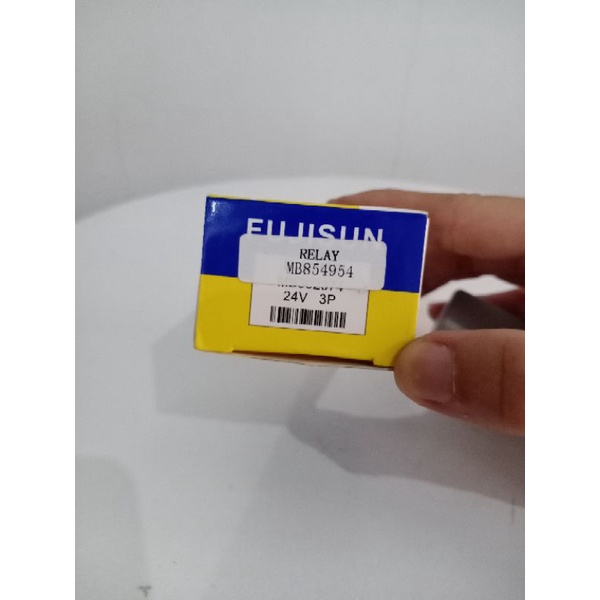 FUJISUN
RELAY
MB854954
24V 3P